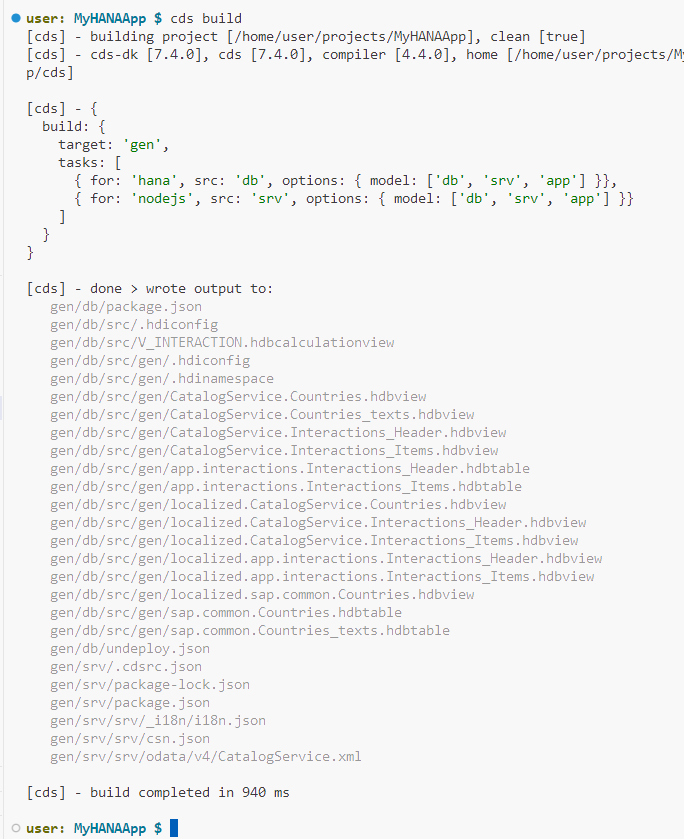 user: MyHANAApp $ cds build
[cds] - building project [/home/user/projects/MyHANAApp], clean [true]
[cds] - cds-dk [7.4.0], cds [7.4.0], compiler [4.4.0], home [/home/user/projects/My
p/cds]
[cds] - {
build: {
target: 'gen',
tasks: [
{ for: 'hana', src: 'db', options: { model: ['db', 'srv', 'app'] }},
{ for: 'nodejs', src: 'srv', options: { model: ['db', 'srv', 'app'] }}
]
}
}
[cds] - done > wrote output to:
gen/db/package.json
gen/db/src/.hdiconfig
gen/db/src/V_INTERACTION.hdbcalculationview
gen/db/src/gen/.hdiconfig
gen/db/src/gen/.hdinamespace
gen/db/src/gen/CatalogService.Countries.hdbview
gen/db/src/gen/CatalogService.Countries_texts.hdbview
gen/db/src/gen/CatalogService.Interactions_Header.hdbview
gen/db/src/gen/CatalogService.Interactions_Items.hdbview
gen/db/src/gen/app.interactions.Interactions_Header.hdbtable
gen/db/src/gen/app.interactions.Interactions_Items.hdbtable
gen/db/src/gen/localized.CatalogService.Countries.hdbview
gen/db/src/gen/localized.CatalogService.Interactions_Header.hdbview
gen/db/src/gen/localized.CatalogService.Interactions_Items.hdbview
gen/db/src/gen/localized.app.interactions.Interactions_Header.hdbview
gen/db/src/gen/localized.app.interactions.Interactions_Items.hdbview
gen/db/src/gen/localized.sap.common.Countries.hdbview
gen/db/src/gen/sap.common.Countries.hdbtable
gen/db/src/gen/sap.common.Countries_texts.hdbtable
gen/db/undeploy.json
gen/srv/.cdsrc.json
gen/srv/package-lock.json
gen/srv/package.json
gen/srv/srv/_i18n/i18n.json
gen/srv/srv/csn.json
gen/srv/srv/odata/v4/CatalogService.xml
[cds] - build completed in 940 ms
user: MyHANAApp $